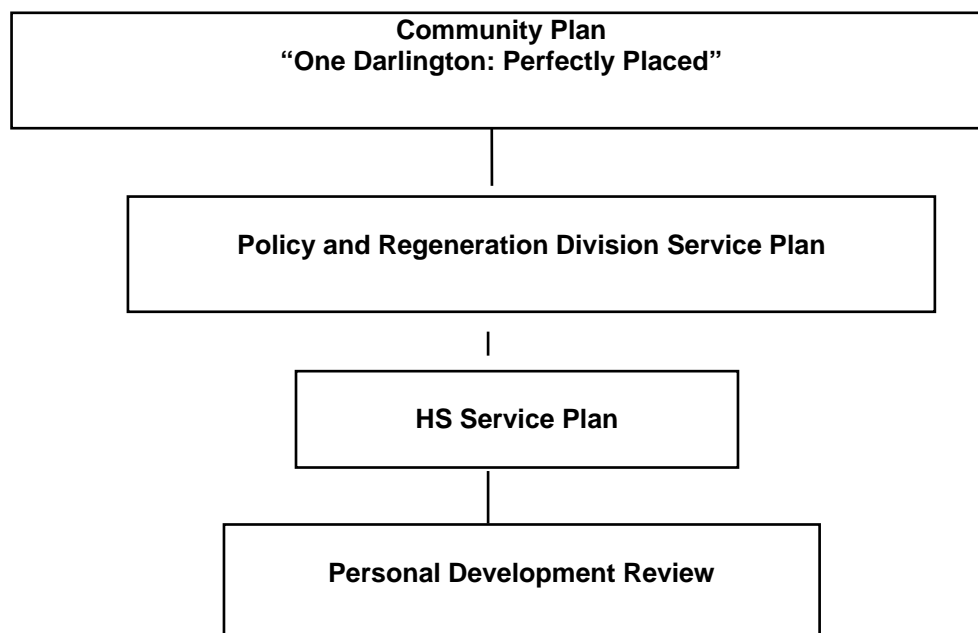 Community Plan
“One Darlington: Perfectly Placed”
Policy and Regeneration Division Service Plan
HS Service Plan
Personal Development Review